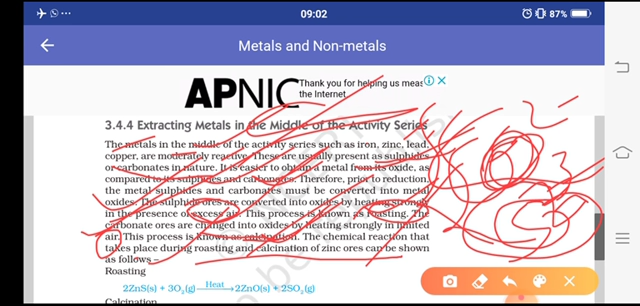 09:02
87%
Metals and Non-metals
APNIC
Thank you for helping us meas
the Internet.
3.4.4 Extracting Metals in the Middle of the Activity Series
The metals in the middle of the activity series such as iron, zinc, lead,
copper, are moderately reactive. These are usually present as sulphides
or carbonates in nature. It is easier to obtain a metal from its oxide, as
compared to its sulphides and carbonates. Therefore, prior to reduction,
the metal sulphides and carbonates must be converted into metal
oxides. The sulphide ores are converted into oxides by heating strongly
in the presence of excess air. This process is known as roasting. The
carbonate ores are changed into oxides by heating strongly in limited
air. This process is known as calcination. The chemical reaction that
takes place during roasting and calcination of zinc ores can be shown
as follows –
Roasting
2ZnS(s) + 3O₂(g) Heat→ 2ZnO(s) + 2SO₂(g)
Calcination